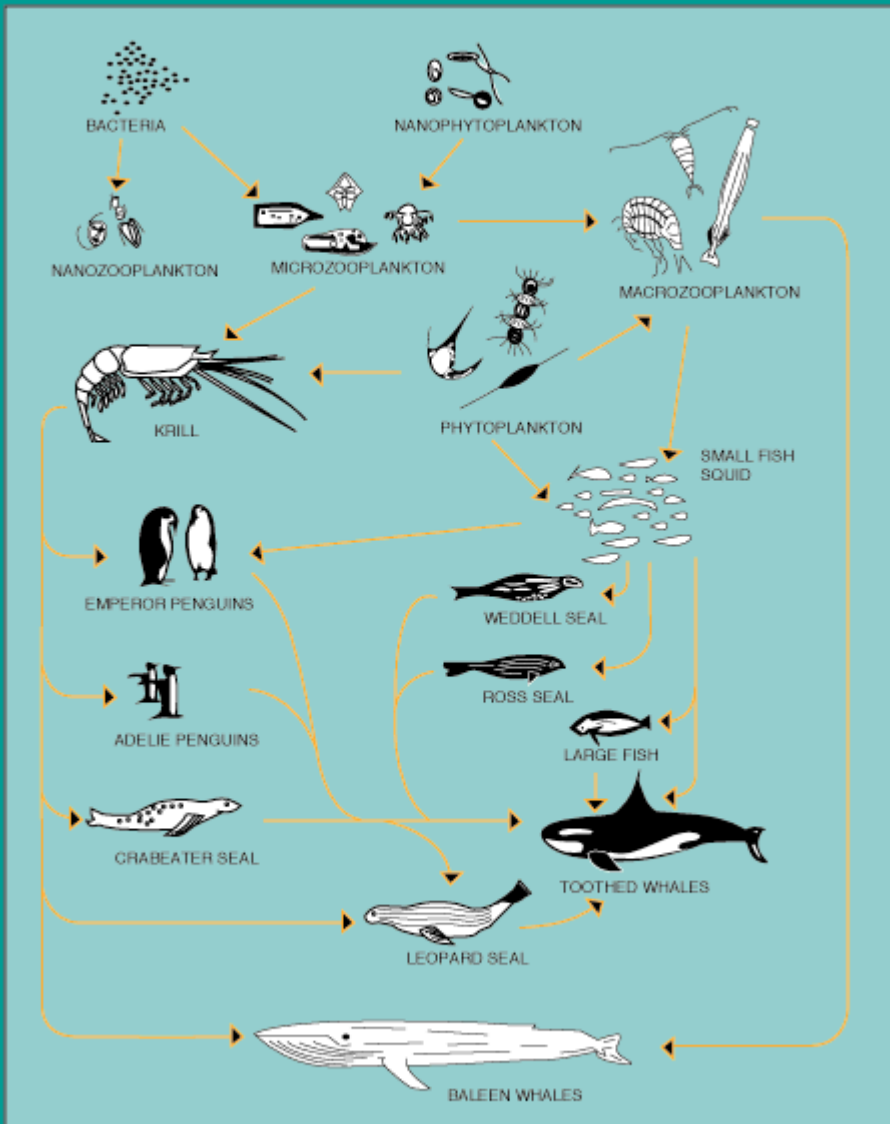 BACTERIA
NANOPHYTOPLANKTON
NANOZOOPLANKTON
MICROZOOPLANKTON
MACROZOOPLANKTON
KRILL
PHYTOPLANKTON
SMALL FISH
SQUID
EMPEROR PENGUINS
WEDDELL SEAL
ROSS SEAL
ADELIE PENGUINS
LARGE FISH
CRABEATER SEAL
TOOTHED WHALES
LEOPARD SEAL
BALEEN WHALES